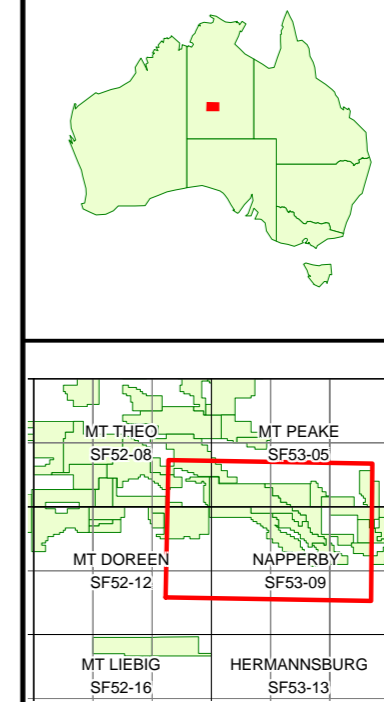 MT THEO MT PEAKE
SF52-08 SF53-05
MT DOREEN NAPPERBY
SF52-12 SF53-09
MT LIEBIG HERMANNSBURG
SF52-16 SF53-13